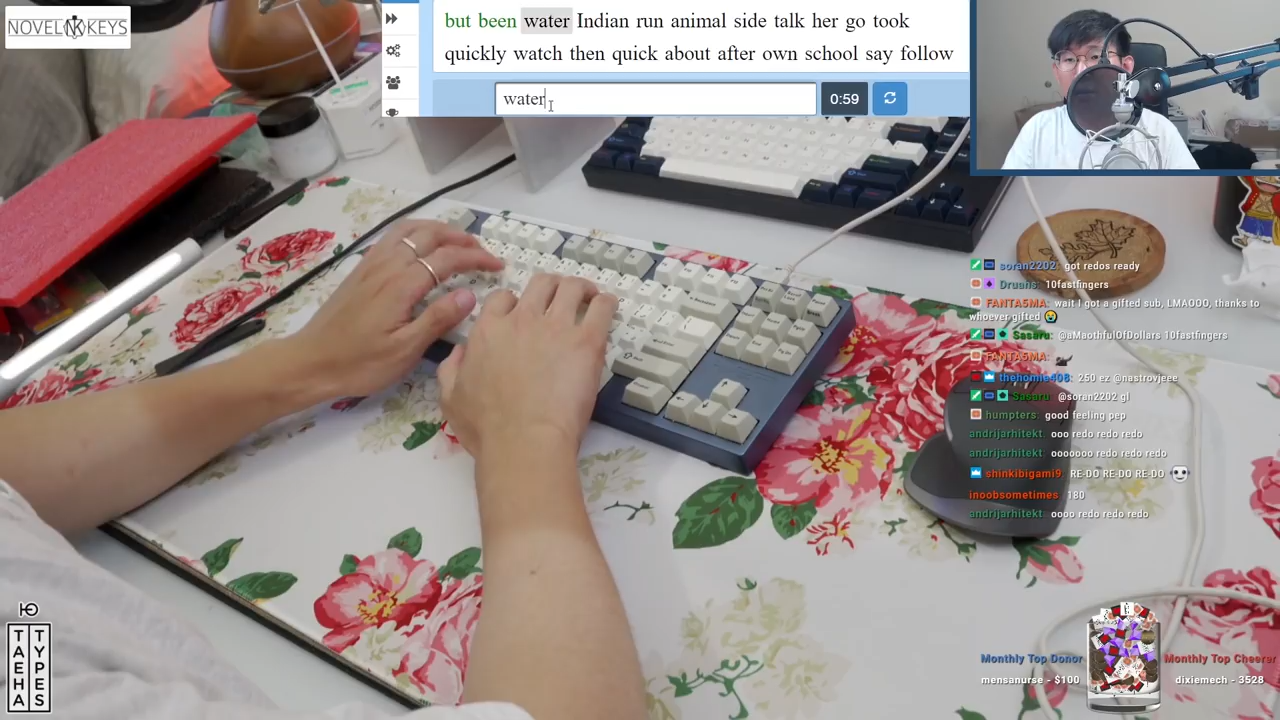 NOVELKEYS
but been water Indian run animal side talk her go took
quickly watch then quick about after own school say follow
water
0:59
soran2202: got redos ready
Druahs: 10fastfingers
FANTA5MA: wait I got a gifted sub, LMAOOO, thanks to
whoever gifted
Sasaru: @aMaothfulOfDollars 10fastfingers
FANTA5MA:
thehome408: 250 ez @nastrovjeee
Sasaru: @soran2202 gl
humpters: good feeling pep
andrijarhitekt: ooo redo redo redo
andrijarhitekt: ooooooo redo redo redo
shinkibigami9: RE-DO RE-DO RE-DO
inoobsometimes: 180
andrijarhitekt: oooo redo redo redo
TAEHA
TYPES
Monthly Top Donor
mensanurse - $100
Monthly Top Cheerer
dixiemech - 3528